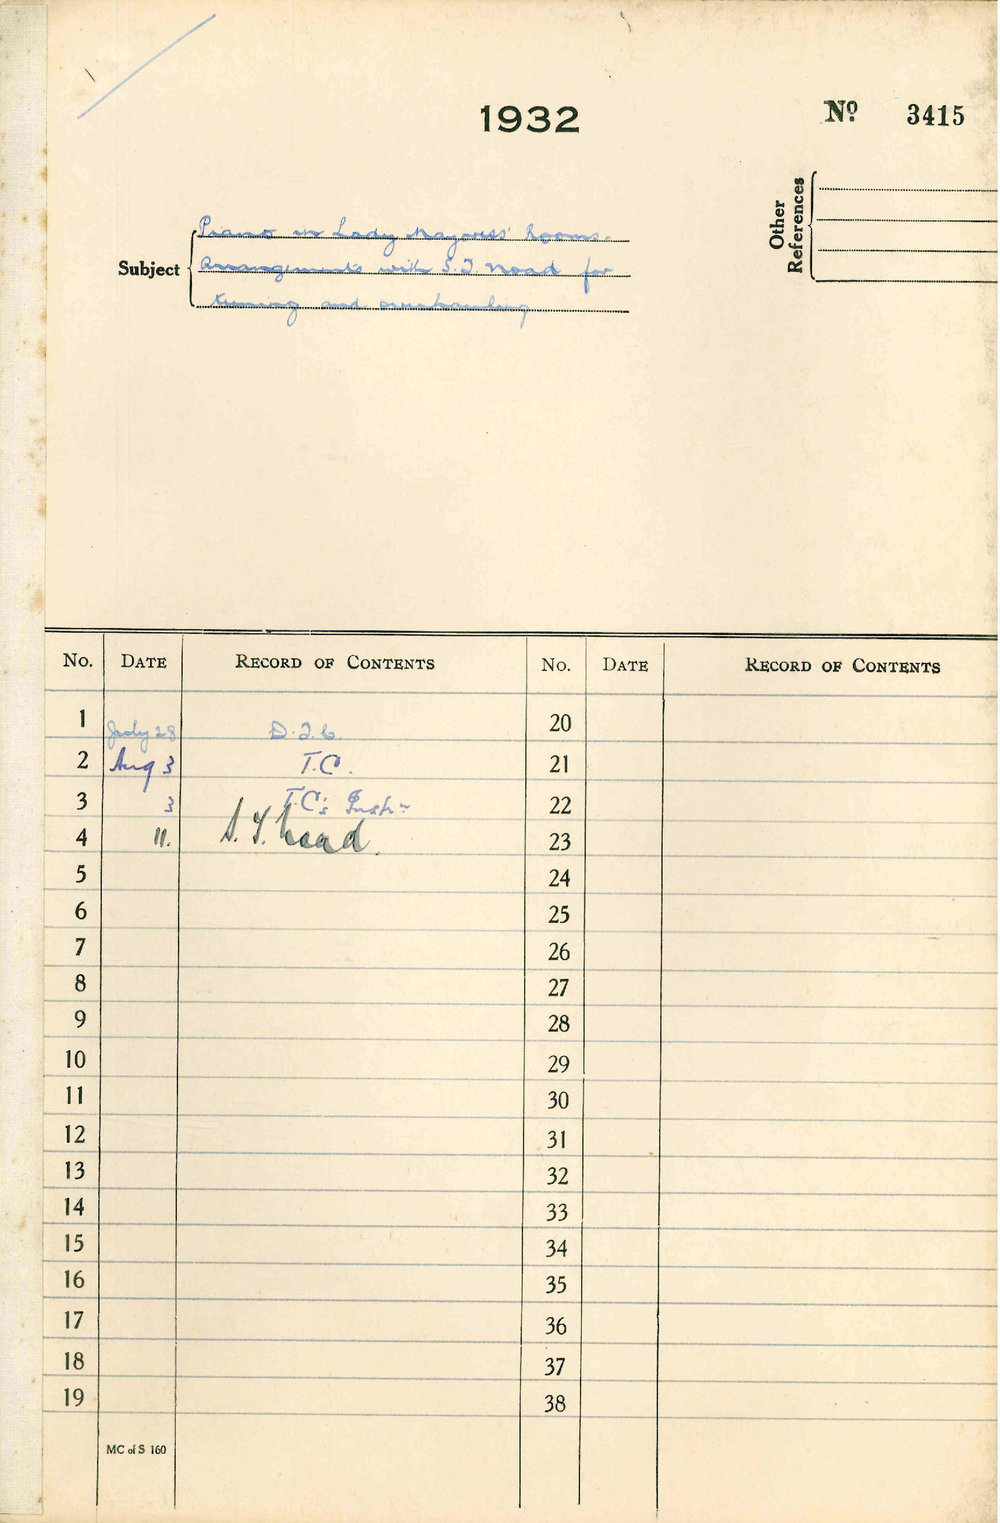 1932
No. 3415
Other References
Subject
Piano in Lady Mayoress' Rooms.
Arrangements with S.T. Noad for
tuning and overhauling
No. DATE RECORD OF CONTENTS No. DATE RECORD OF CONTENTS
1 July 28 D.T.C. 20
2 Aug 3 T.C. 21
3 3 T.C's Instr 22
4 11. S.T. Noad. 23
5 24
6 25
7 26
8 27
9 28
10 29
11 30
12 31
13 32
14 33
15 34
16 35
17 36
18 37
19 38
MC of S 160